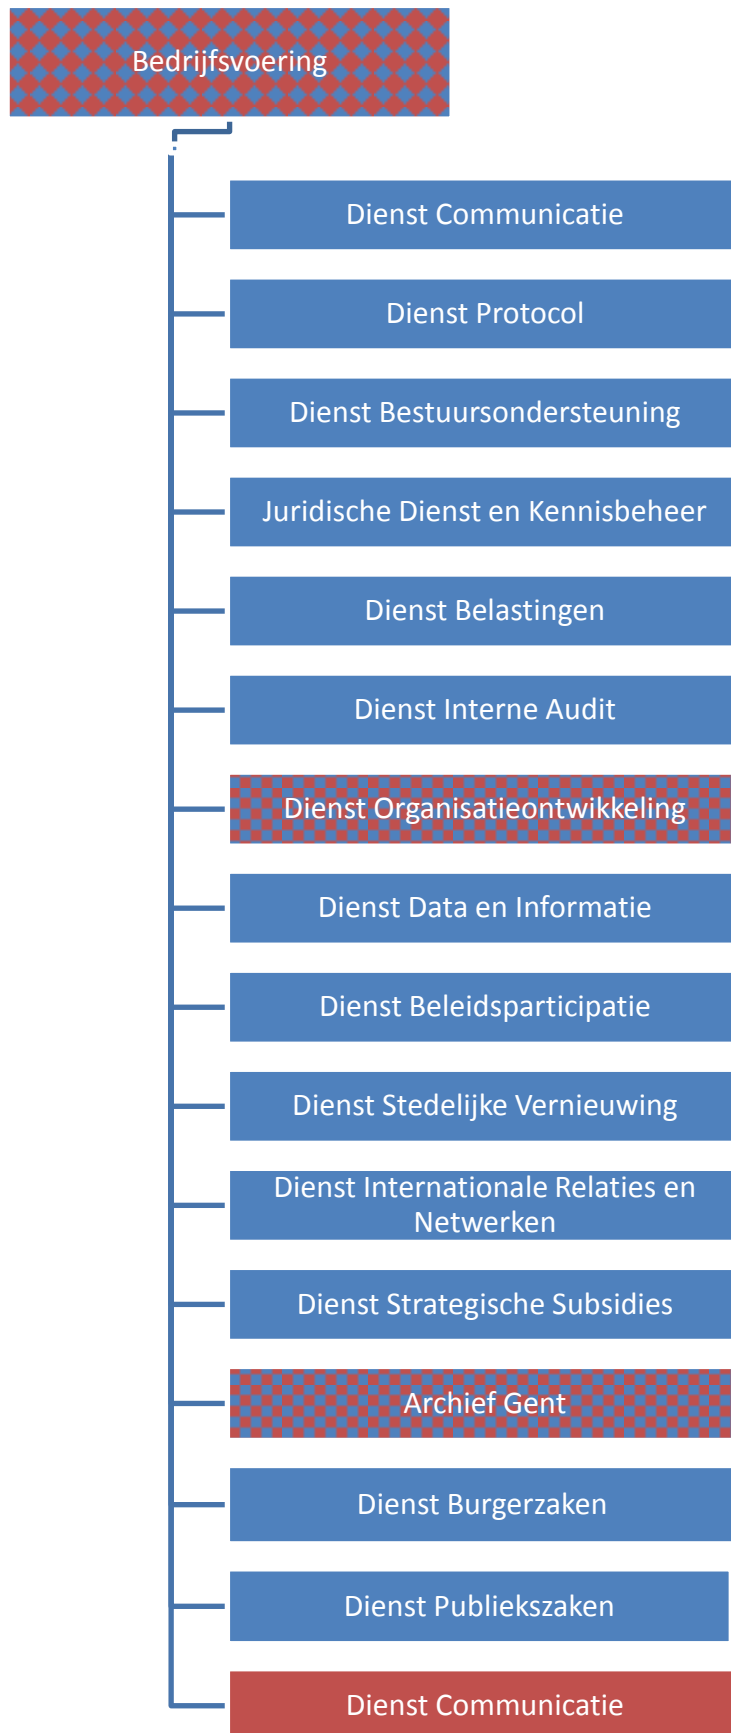 Bedrijfsvoering
Dienst Communicatie
Dienst Protocol
Dienst Bestuursondersteuning
Juridische Dienst en Kennisbeheer
Dienst Belastingen
Dienst Interne Audit
Dienst Organisatieontwikkeling
Dienst Data en Informatie
Dienst Beleidsparticipatie
Dienst Stedelijke Vernieuwing
Dienst Internationale Relaties en
Netwerken
Dienst Strategische Subsidies
Archief Gent
Dienst Burgerzaken
Dienst Publiekszaken
Dienst Communicatie